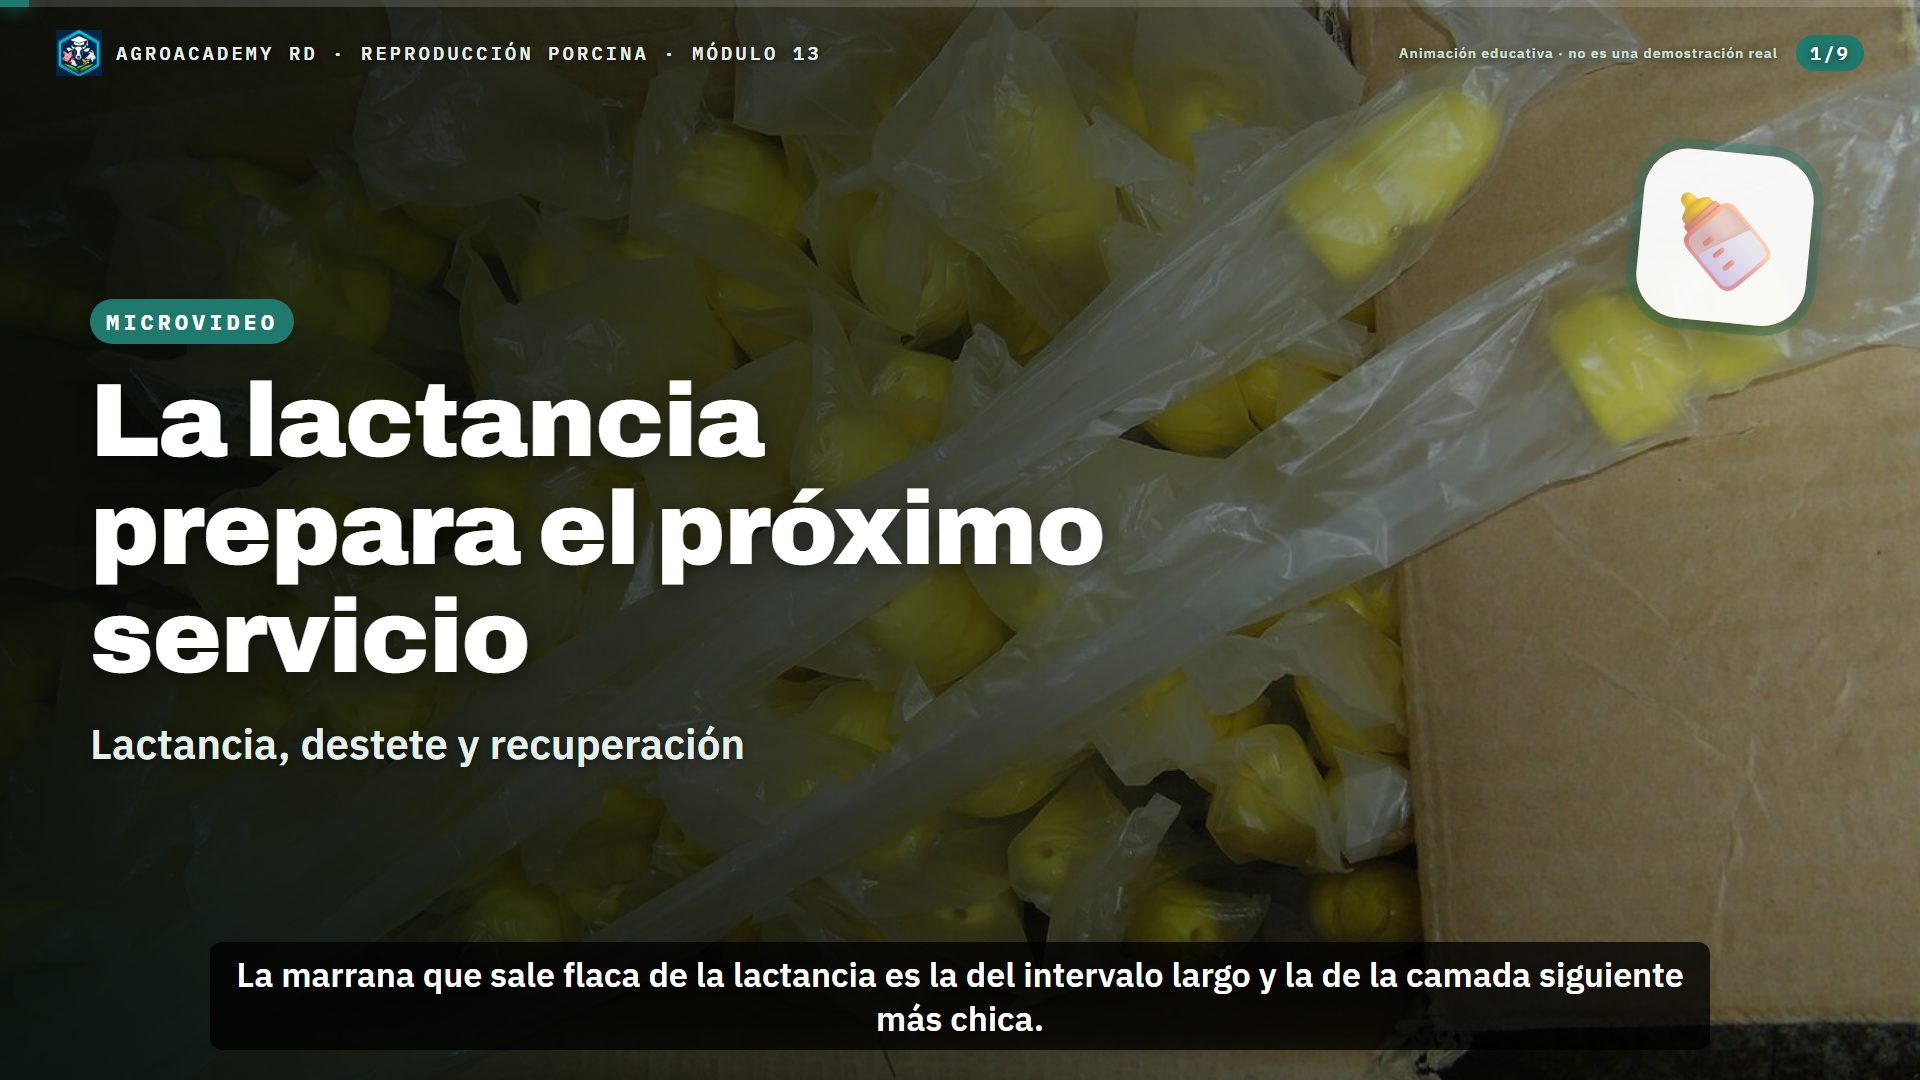 AGROACADEMY RD · REPRODUCCIÓN PORCINA · MÓDULO 13
Animación educativa · no es una demostración real
1/9
MICROVIDEO
La lactancia
prepara el próximo
servicio
Lactancia, destete y recuperación
La marrana que sale flaca de la lactancia es la del intervalo largo y la de la camada siguiente
más chica.